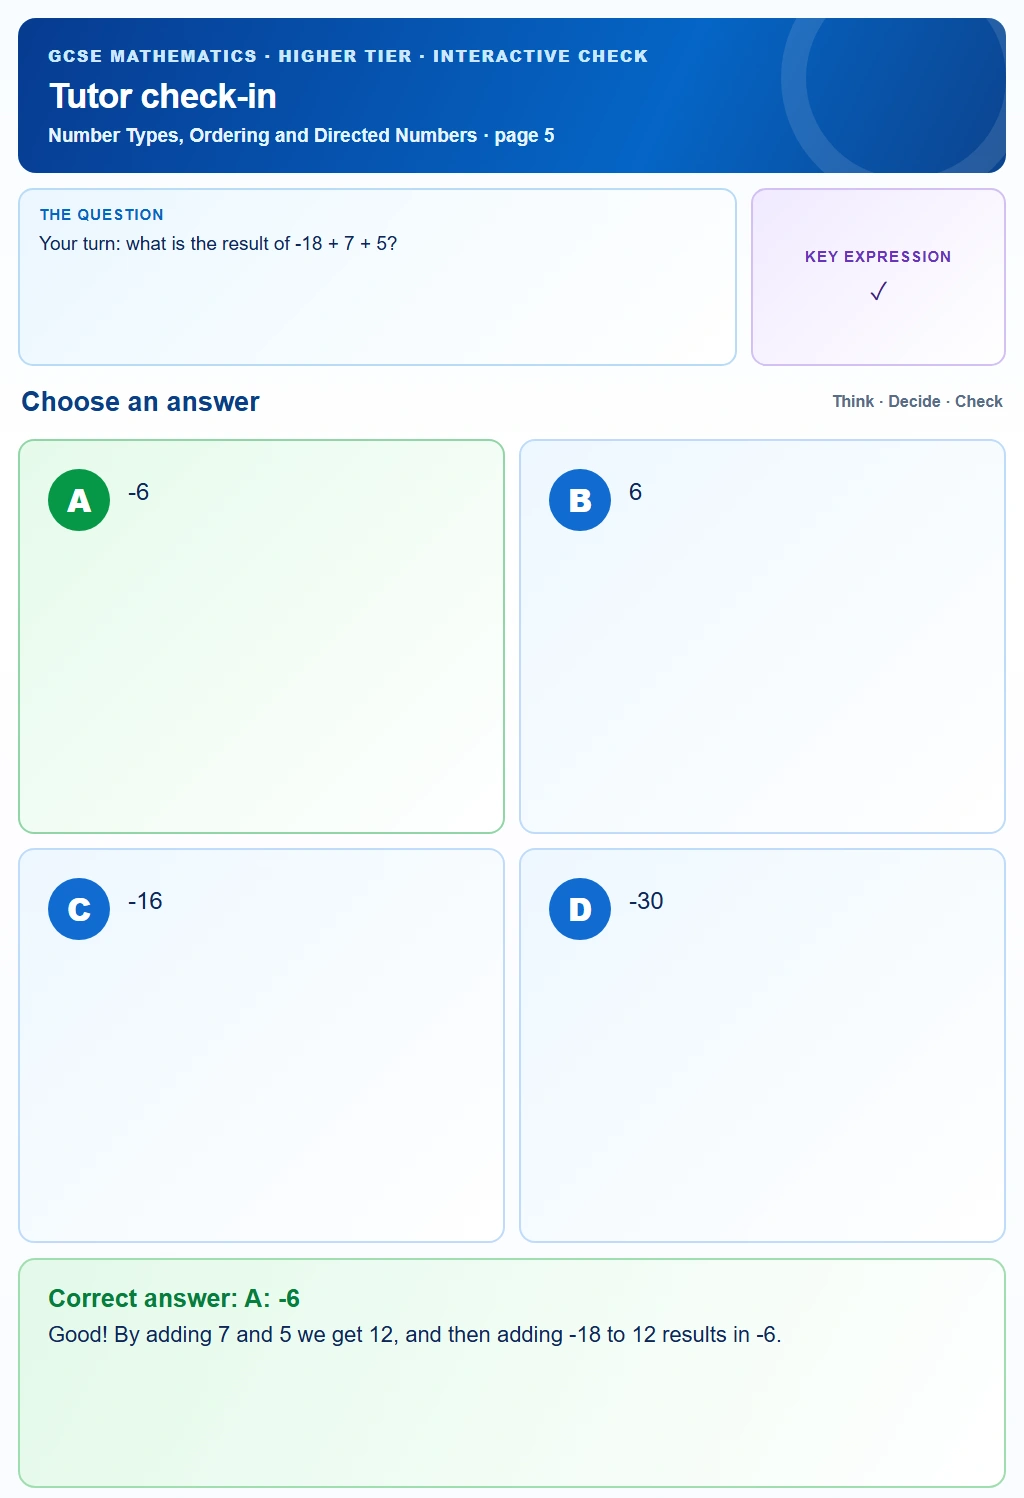 GCSE MATHEMATICS · HIGHER TIER · INTERACTIVE CHECK
Tutor check-in
Number Types, Ordering and Directed Numbers · page 5
THE QUESTION
Your turn: what is the result of -18 + 7 + 5?
KEY EXPRESSION
✓
Choose an answer
Think · Decide · Check
A
-6
B
6
C
-16
D
-30
Correct answer: A: -6
Good! By adding 7 and 5 we get 12, and then adding -18 to 12 results in -6.